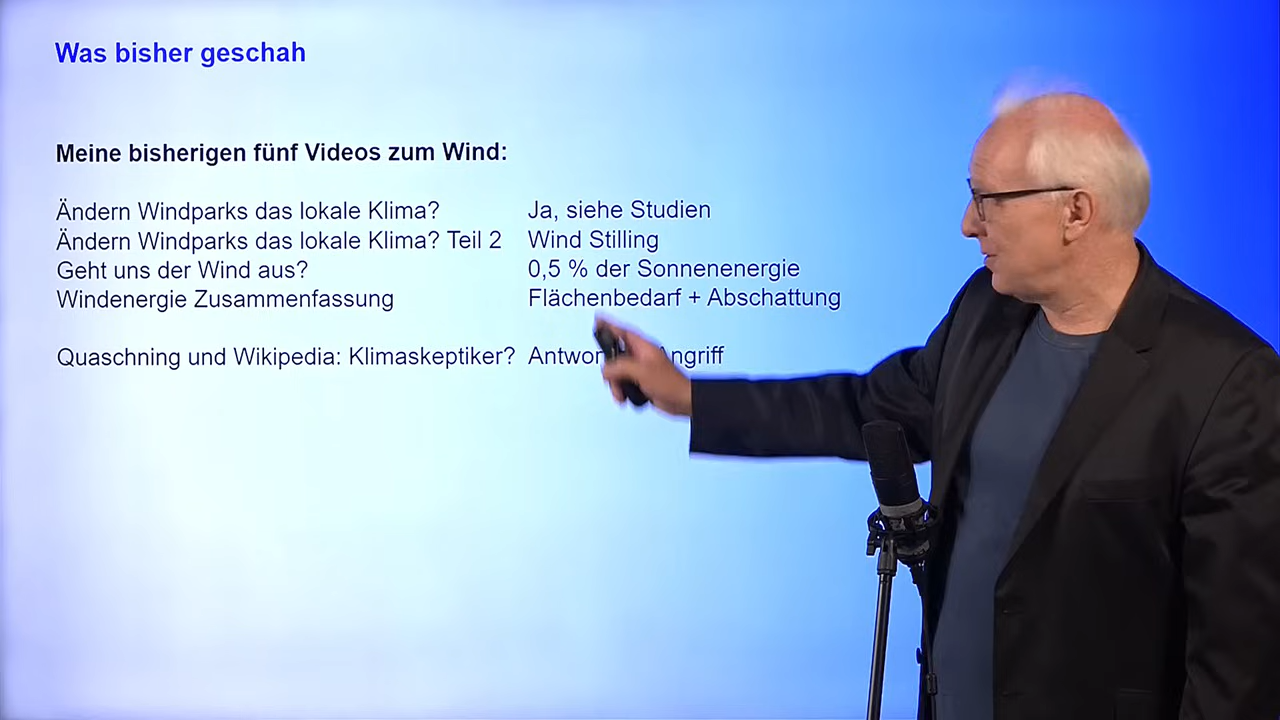 Was bisher geschah
Meine bisherigen fünf Videos zum Wind:
Ändern Windparks das lokale Klima? Ja, siehe Studien
Ändern Windparks das lokale Klima? Teil 2 Wind Stilling
Geht uns der Wind aus? 0,5 % der Sonnenenergie
Windenergie Zusammenfassung Flächenbedarf + Abschattung
Quaschning und Wikipedia: Klimaskeptiker?